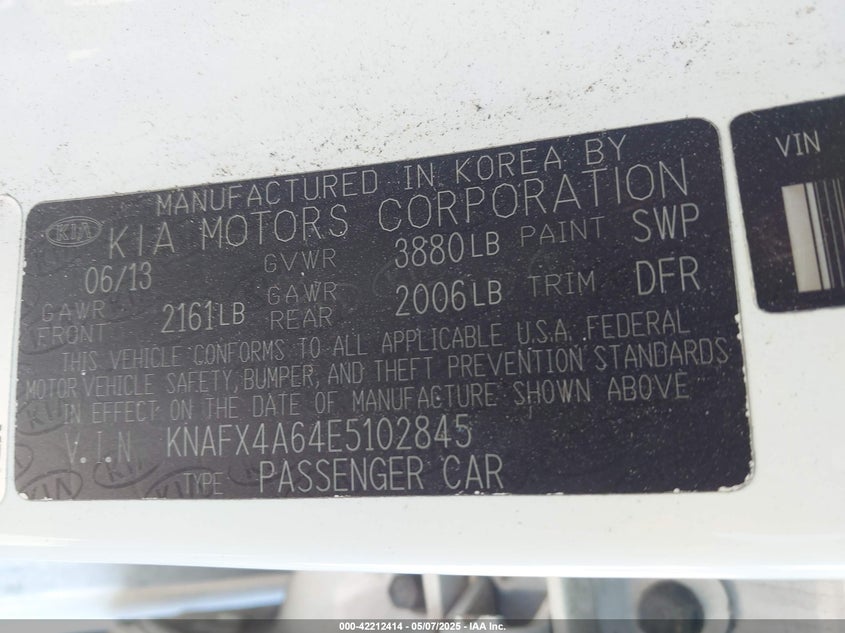 MANUFACTURED IN KOREA BY
KIA KIA MOTORS CORPORATION
06/13 GVWR 3880LB PAINT SWP
GAWR FRONT 2161LB GAWR REAR 2006LB TRIM DFR
THIS VEHICLE CONFORMS TO ALL APPLICABLE U.S.A. FEDERAL
MOTOR VEHICLE SAFETY, BUMPER, AND THEFT PREVENTION STANDARDS
IN EFFECT ON THE DATE OF MANUFACTURE SHOWN ABOVE
V.I.N KNAFX4A64E5102845
TYPE PASSENGER CAR
VIN
000-42212414 - 05/07/2025 - IAA Inc.